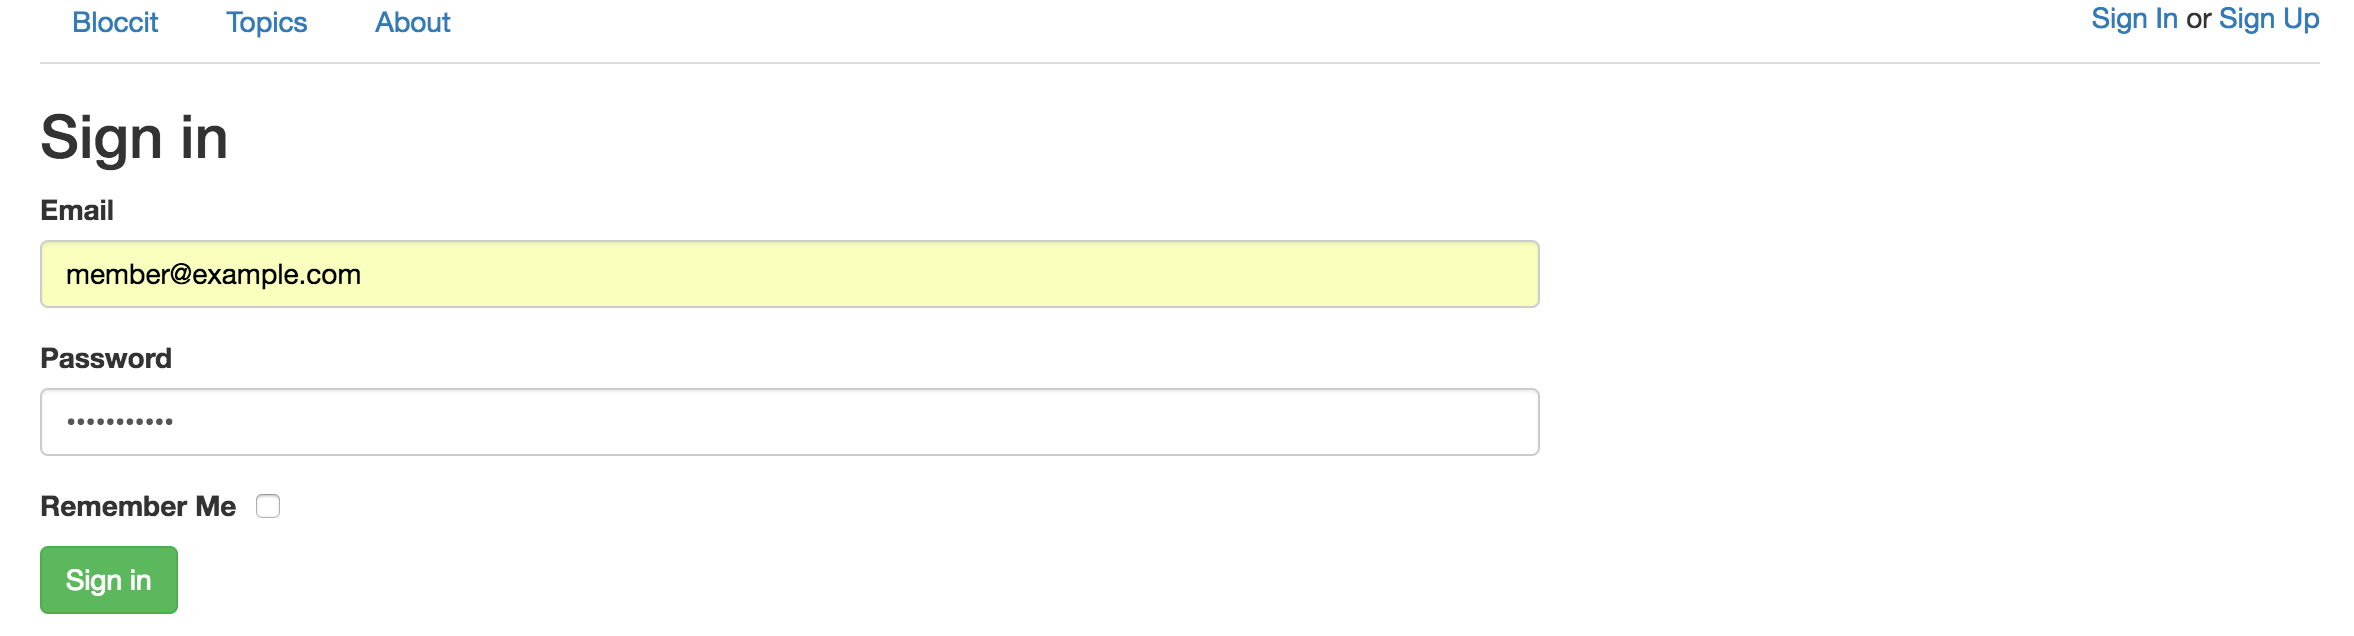 Bloccit Topics About Sign In or Sign Up
Sign in
Email
member@example.com
Password
•••••••••••
Remember Me
Sign in